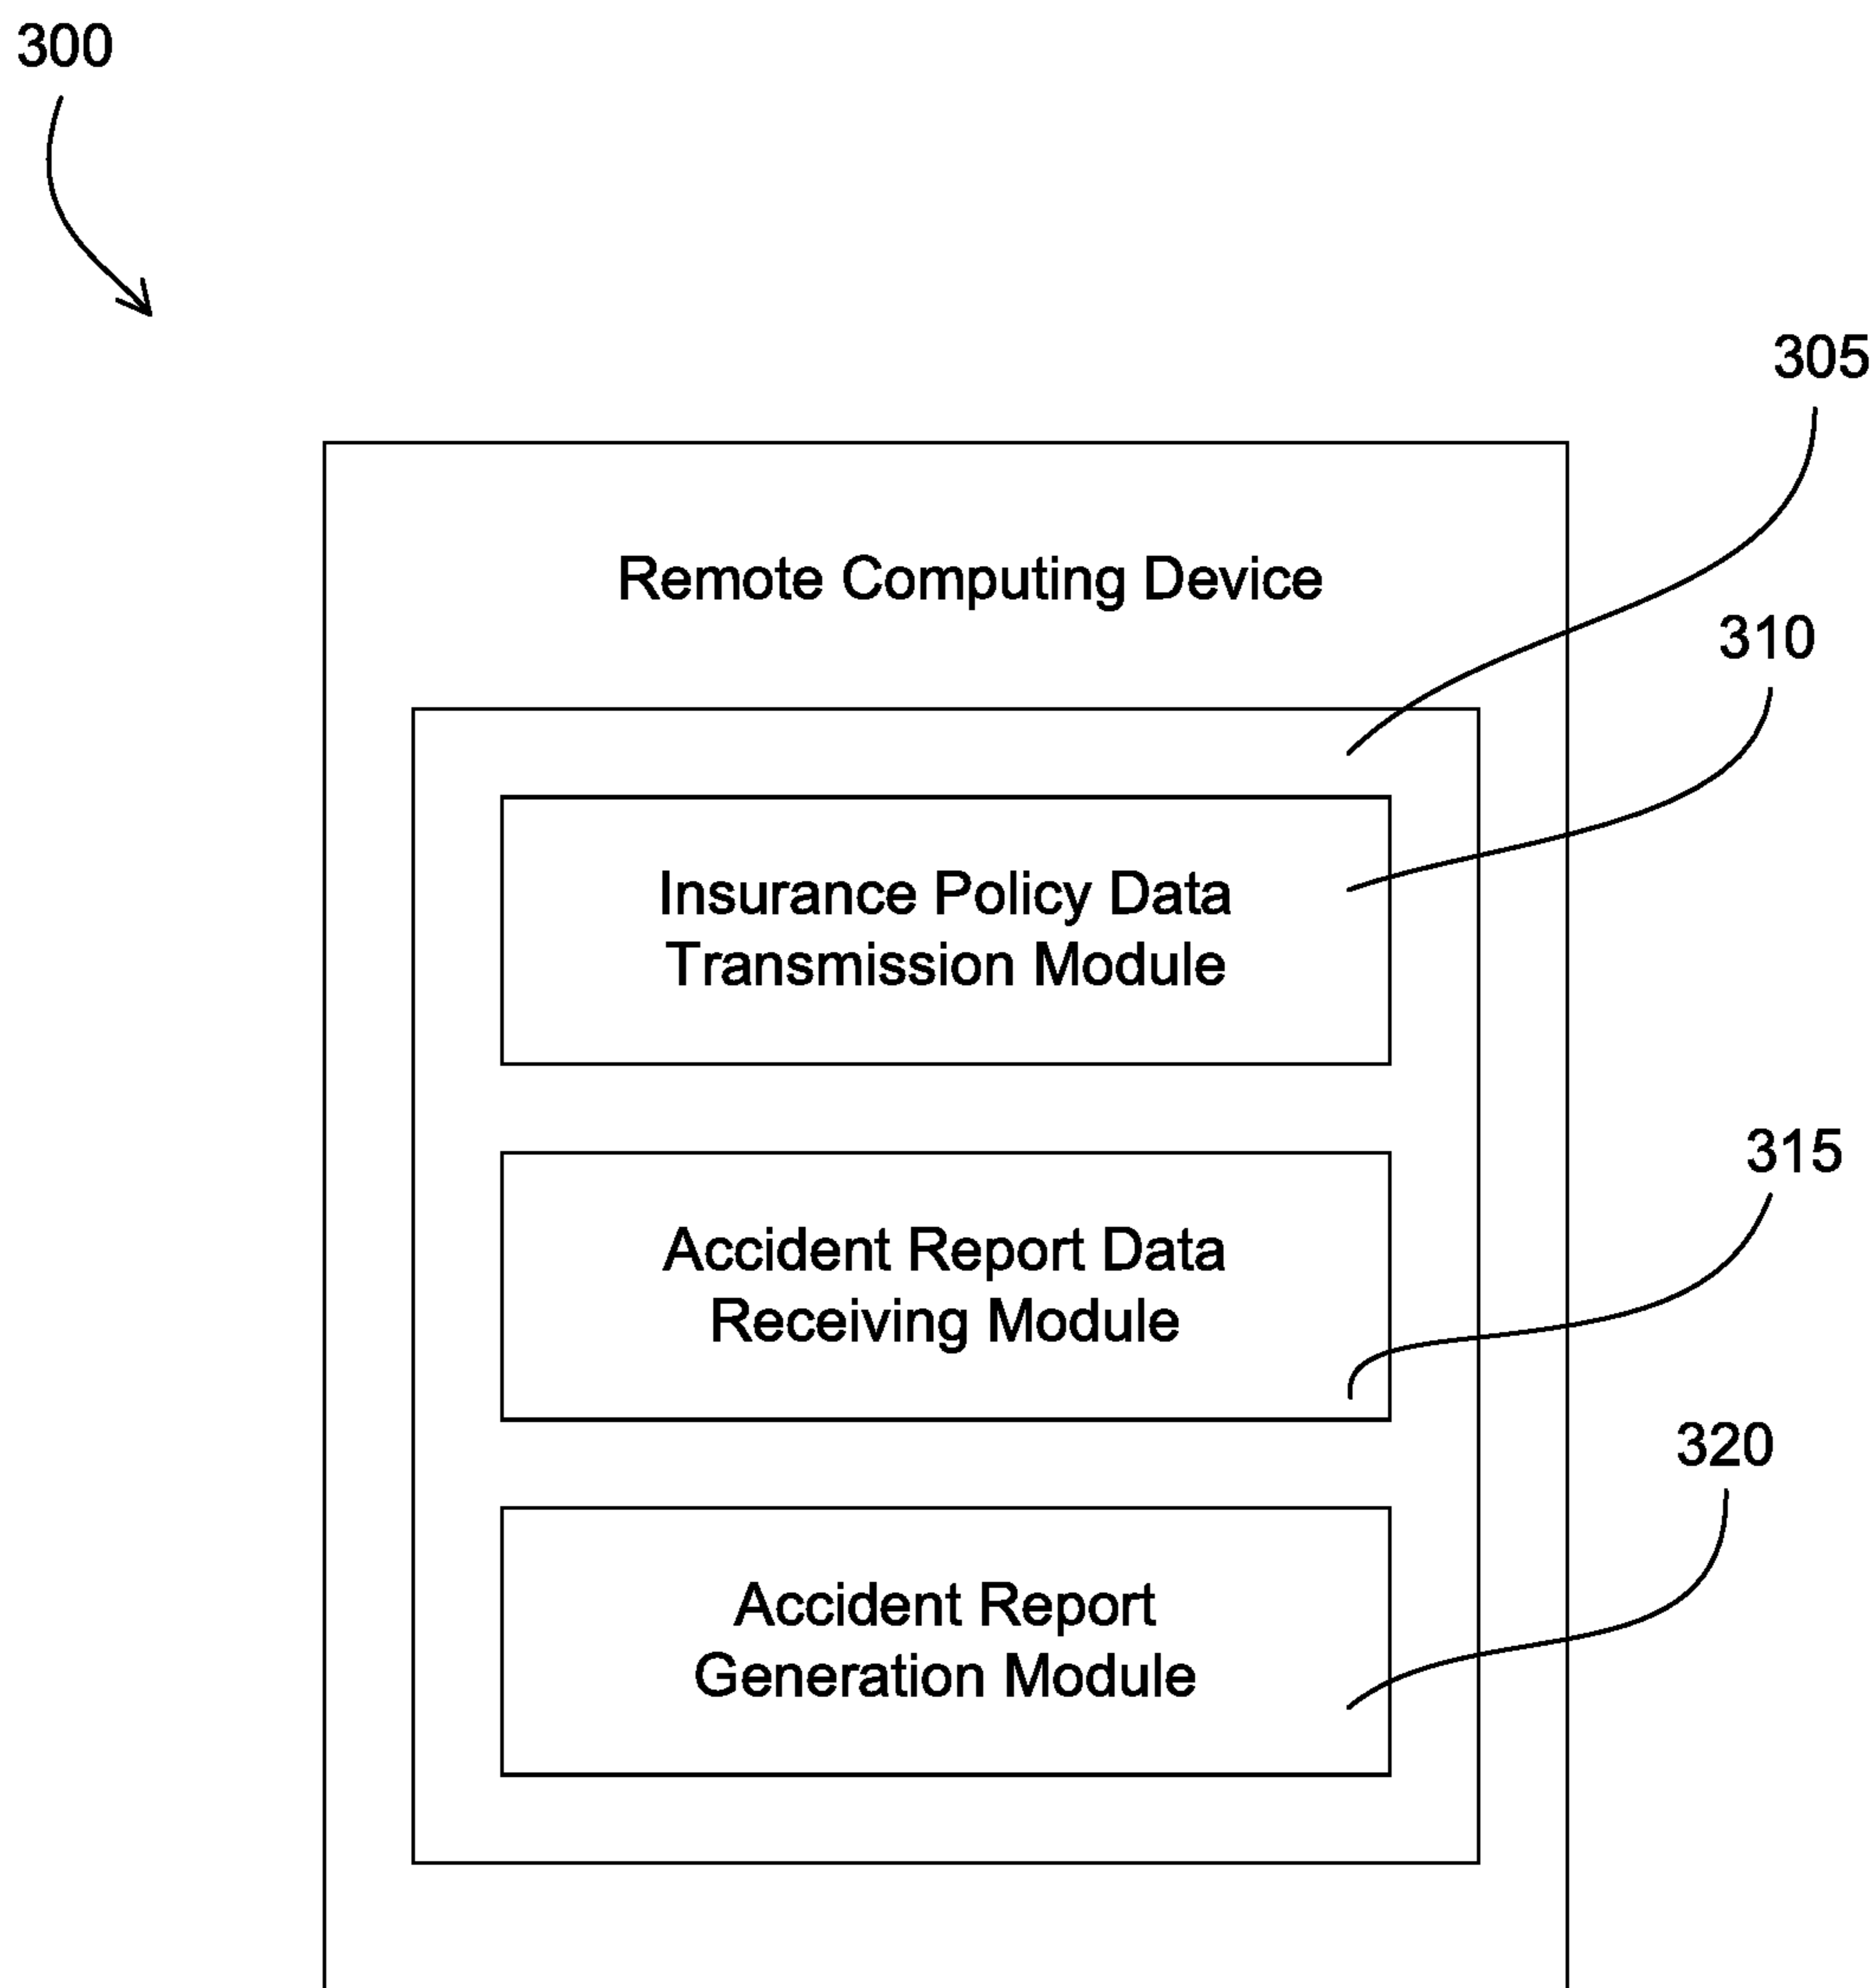 300
305
Remote Computing Device
310
Insurance Policy Data
Transmission Module
315
Accident Report Data
Receiving Module
320
Accident Report
Generation Module